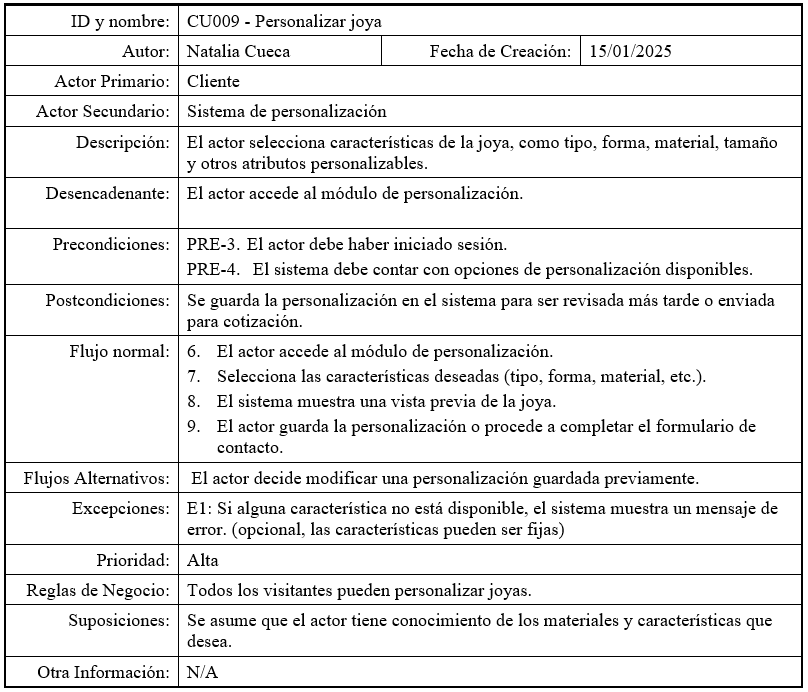 ID y nombre: CU009 - Personalizar joya
Autor: Natalia Cueca Fecha de Creación: 15/01/2025
Actor Primario: Cliente
Actor Secundario: Sistema de personalización
Descripción: El actor selecciona características de la joya, como tipo, forma, material, tamaño
y otros atributos personalizables.
Desencadenante: El actor accede al módulo de personalización.
Precondiciones: PRE-3. El actor debe haber iniciado sesión.
PRE-4. El sistema debe contar con opciones de personalización disponibles.
Postcondiciones: Se guarda la personalización en el sistema para ser revisada más tarde o enviada
para cotización.
Flujo normal: 6. El actor accede al módulo de personalización.
7. Selecciona las características deseadas (tipo, forma, material, etc.).
8. El sistema muestra una vista previa de la joya.
9. El actor guarda la personalización o procede a completar el formulario de
contacto.
Flujos Alternativos: El actor decide modificar una personalización guardada previamente.
Excepciones: E1: Si alguna característica no está disponible, el sistema muestra un mensaje de
error. (opcional, las características pueden ser fijas)
Prioridad: Alta
Reglas de Negocio: Todos los visitantes pueden personalizar joyas.
Suposiciones: Se asume que el actor tiene conocimiento de los materiales y características que
desea.
Otra Información: N/A